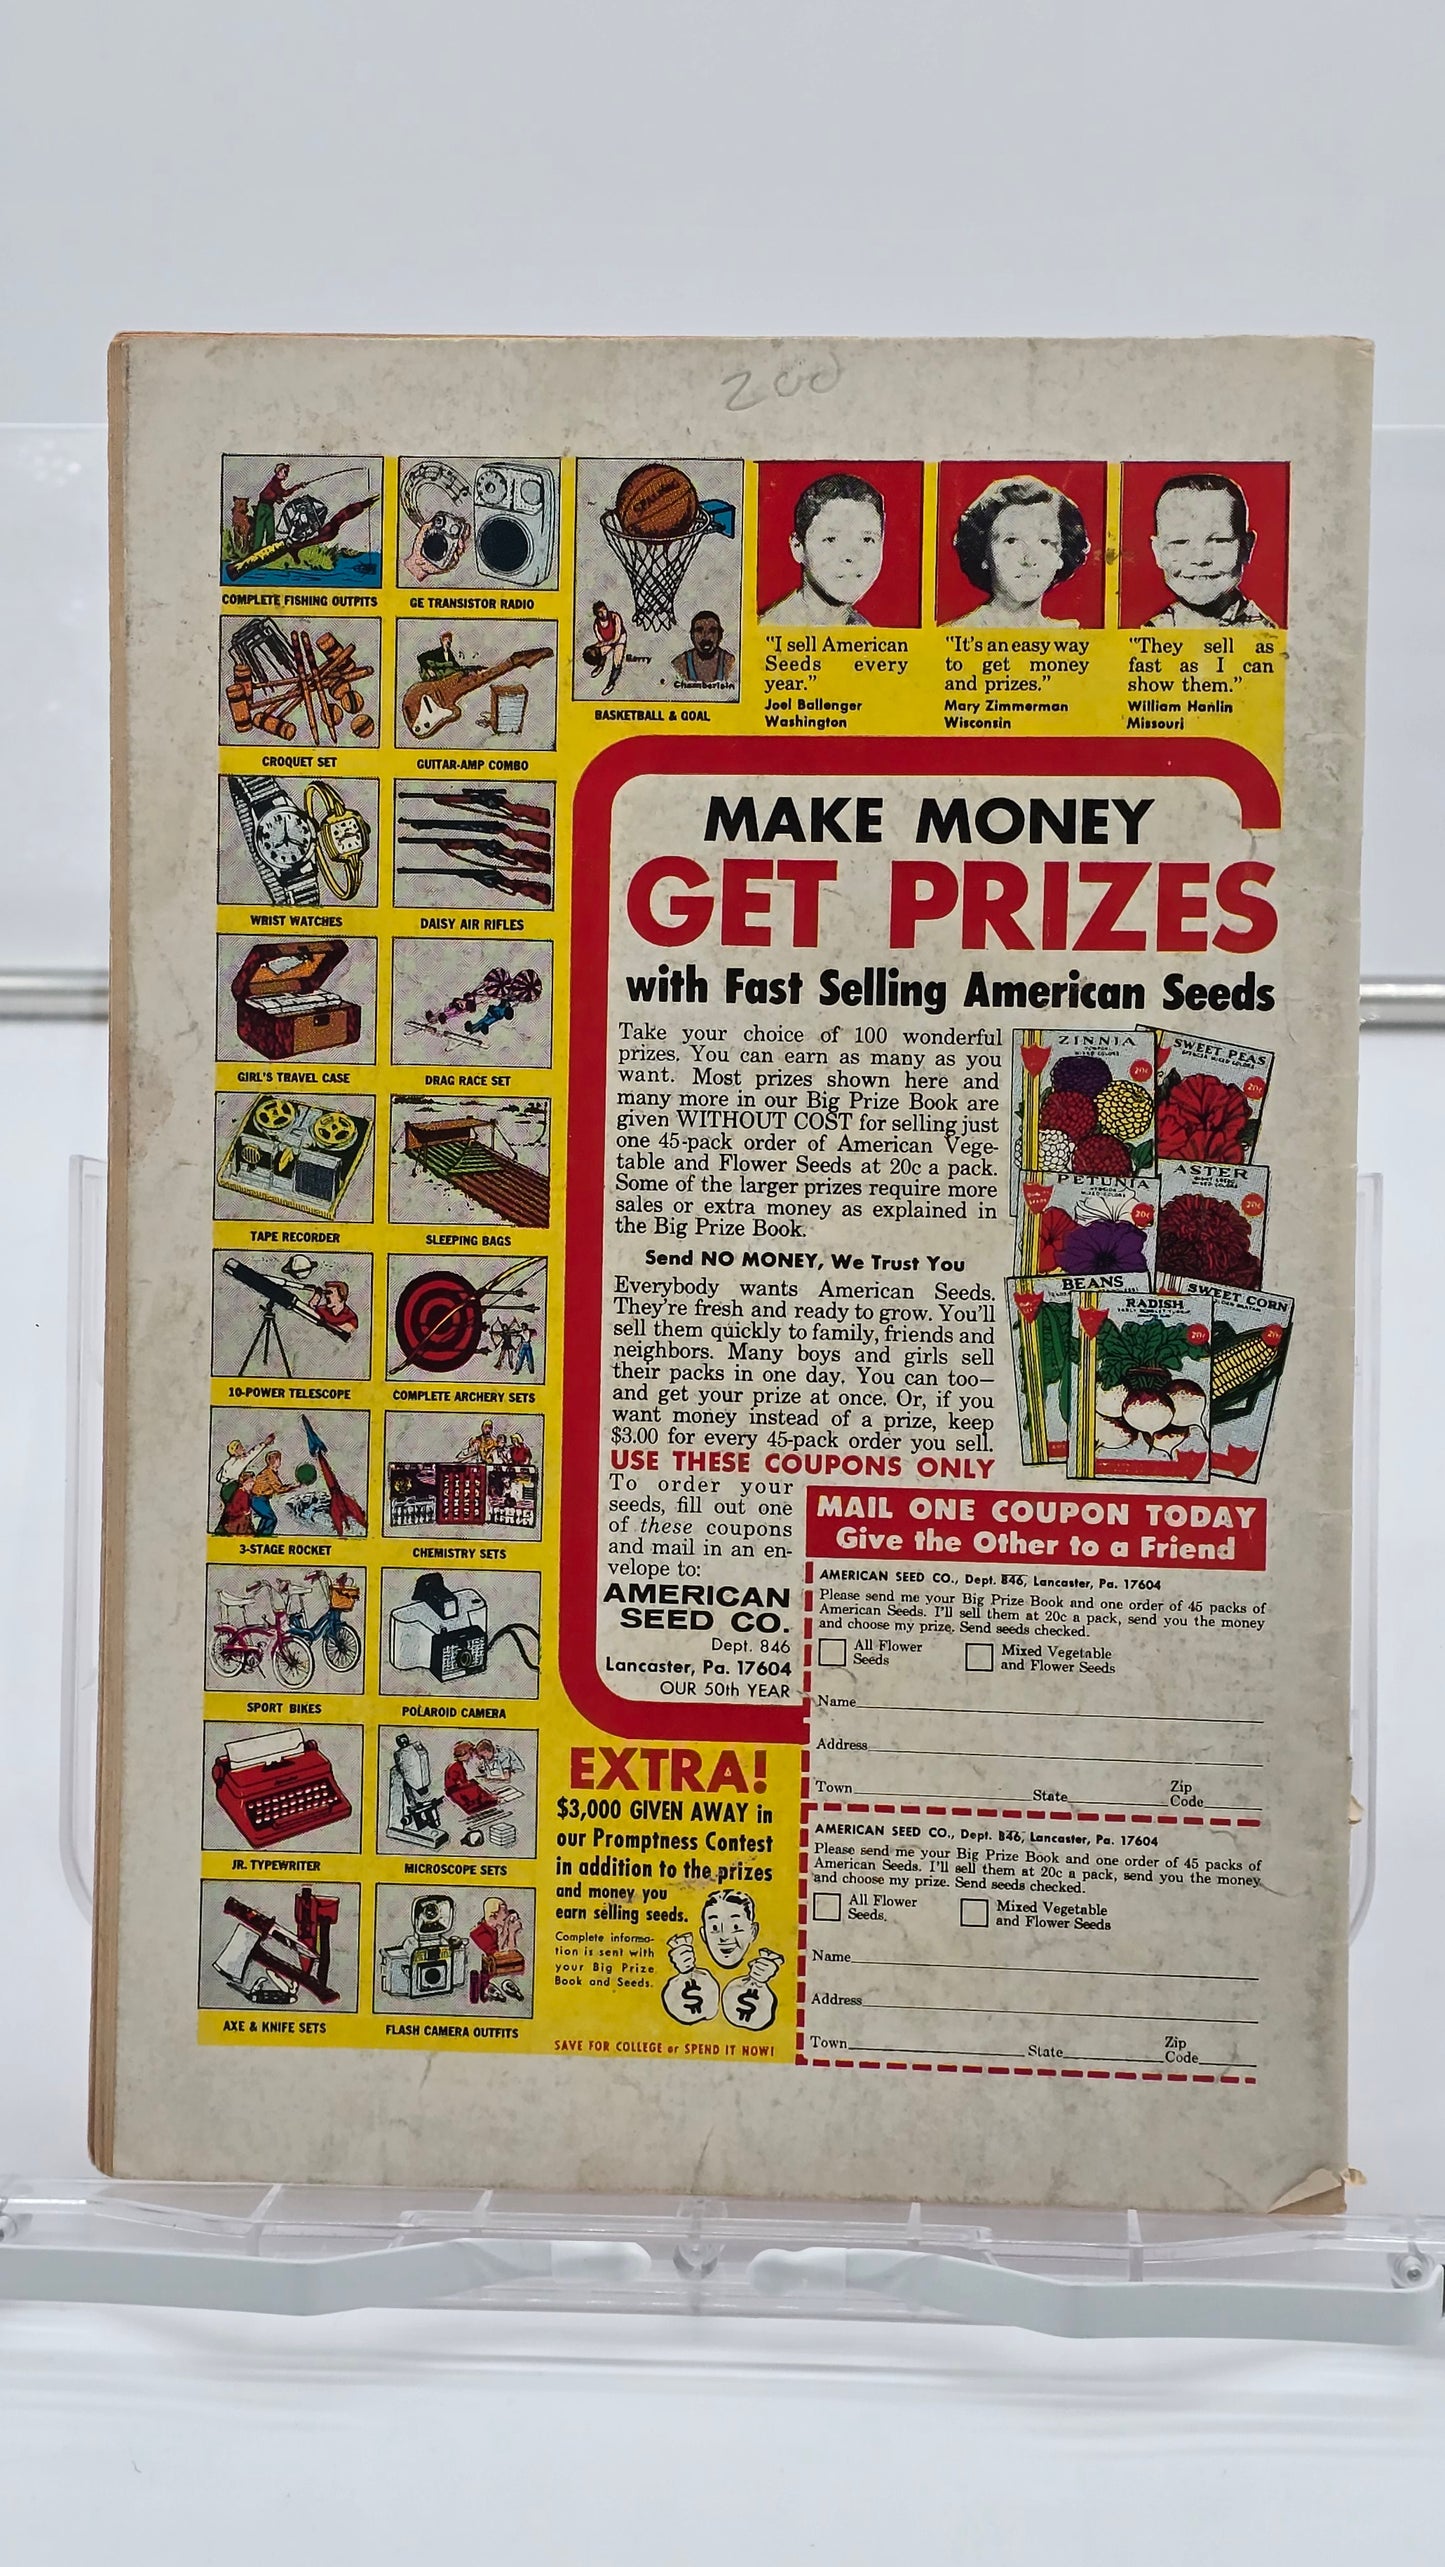 200
COMPLETE FISHING OUTFITS
GE TRANSISTOR RADIO
CROQUET SET
GUITAR-AMP COMBO
Barry
Chamberlain
BASKETBALL & GOAL
WRIST WATCHES
DAISY AIR RIFLES
GIRL'S TRAVEL CASE
DRAG RACE SET
TAPE RECORDER
SLEEPING BAGS
10-POWER TELESCOPE
COMPLETE ARCHERY SETS
3-STAGE ROCKET
CHEMISTRY SETS
SPORT BIKES
POLAROID CAMERA
JR. TYPEWRITER
MICROSCOPE SETS
AXE & KNIFE SETS
FLASH CAMERA OUTFITS
"I sell American
Seeds every
year."
Joel Ballenger
Washington
"It's an easy way
to get money
and prizes."
Mary Zimmerman
Wisconsin
"They sell as
fast as I can
show them."
William Hanlin
Missouri
MAKE MONEY
GET PRIZES
with Fast Selling American Seeds
Take your choice of 100 wonderful
prizes. You can earn as many as you
want. Most prizes shown here and
many more in our Big Prize Book are
given WITHOUT COST for selling just
one 45-pack order of American Vege-
table and Flower Seeds at 20c a pack.
Some of the larger prizes require more
sales or extra money as explained in
the Big Prize Book.
Send NO MONEY, We Trust You
Everybody wants American Seeds.
They're fresh and ready to grow. You'll
sell them quickly to family, friends and
neighbors. Many boys and girls sell
their packs in one day. You can too—
and get your prize at once. Or, if you
want money instead of a prize, keep
$3.00 for every 45-pack order you sell.
USE THESE COUPONS ONLY
To order your
seeds, fill out one
of these coupons
and mail in an en-
velope to:
AMERICAN
SEED CO.
Dept. 846
Lancaster, Pa. 17604
OUR 50th YEAR
ZINNIA
MIXED COLORS
20¢
SWEET PEAS
20¢
PETUNIA
20¢
ASTER
20¢
BEANS
RADISH
20¢
SWEET CORN
20¢
MAIL ONE COUPON TODAY
Give the Other to a Friend
AMERICAN SEED CO., Dept. 846, Lancaster, Pa. 17604
Please send me your Big Prize Book and one order of 45 packs of
American Seeds. I'll sell them at 20c a pack, send you the money
and choose my prize. Send seeds checked.
All Flower
Seeds
Mixed Vegetable
and Flower Seeds
Name
Address
Town State Zip
Code
AMERICAN SEED CO., Dept. 846, Lancaster, Pa. 17604
Please send me your Big Prize Book and one order of 45 packs of
American Seeds. I'll sell them at 20c a pack, send you the money
and choose my prize. Send seeds checked.
All Flower
Seeds.
Mixed Vegetable
and Flower Seeds
Name
Address
Town State Zip
Code
EXTRA!
$3,000 GIVEN AWAY in
our Promptness Contest
in addition to the prizes
and money you
earn selling seeds.
Complete informa-
tion is sent with
your Big Prize
Book and Seeds.
$ $
SAVE FOR COLLEGE or SPEND IT NOW!